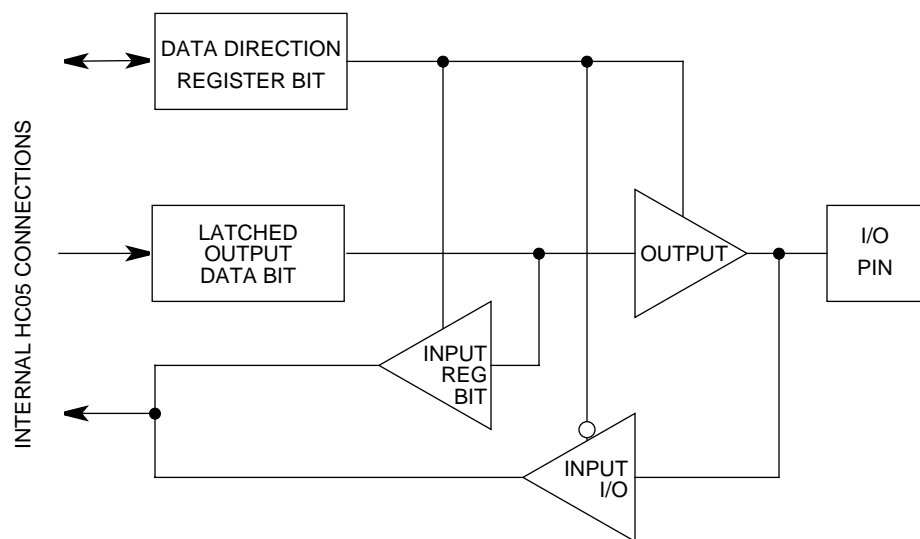 DATA DIRECTION
REGISTER BIT
INTERNAL HC05 CONNECTIONS
LATCHED
OUTPUT
DATA BIT
OUTPUT
I/O
PIN
INPUT
REG
BIT
INPUT
I/O